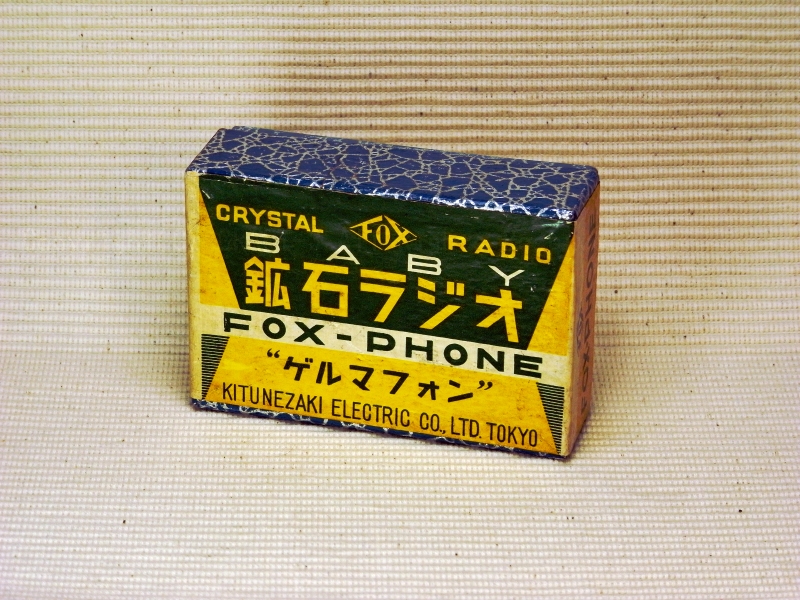 CRYSTAL FOX RADIO
BABY
鉱石ラジオ
FOX-PHONE
“ゲルマフォン”
KITUNEZAKI ELECTRIC CO., LTD. TOKYO